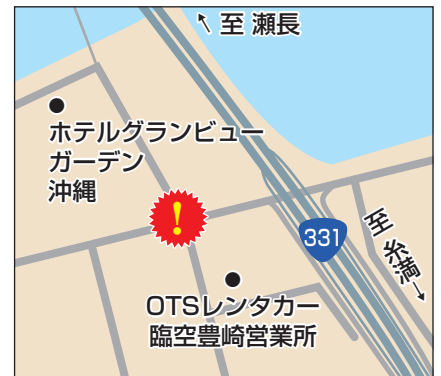 ↖ 至 瀬長
ホテルグランビュー
ガーデン
沖縄
!
331
至 糸満 →
OTSレンタカー
臨空豊崎営業所